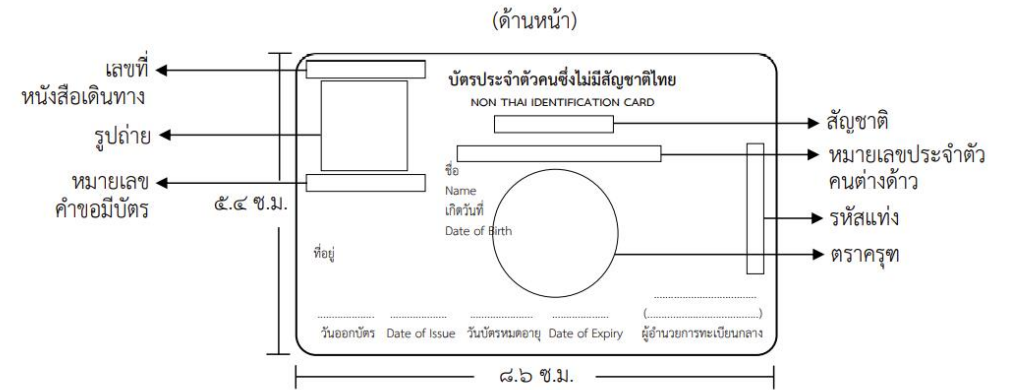 (ด้านหน้า)
เลขที่
หนังสือเดินทาง
รูปถ่าย
หมายเลข
คำขอมีบัตร
๕.๔ ซ.ม.
บัตรประจำตัวคนซึ่งไม่มีสัญชาติไทย
NON THAI IDENTIFICATION CARD
สัญชาติ
หมายเลขประจำตัว
คนต่างด้าว
รหัสแท่ง
ตราครุฑ
ชื่อ
Name
เกิดวันที่
Date of Birth
ที่อยู่
(....................................)
วันออกบัตร Date of Issue วันบัตรหมดอายุ Date of Expiry ผู้อำนวยการทะเบียนกลาง
๘.๖ ซ.ม.